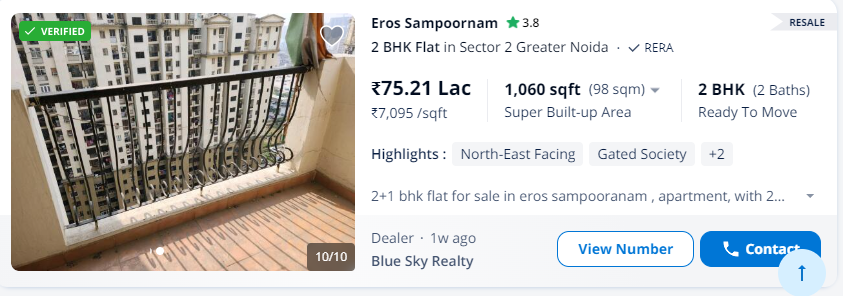 VERIFIED
10/10
Eros Sampoornam 3.8
RESALE
2 BHK Flat in Sector 2 Greater Noida · RERA
₹75.21 Lac
₹7,095 /sqft
1,060 sqft (98 sqm)
Super Built-up Area
2 BHK (2 Baths)
Ready To Move
Highlights : North-East Facing Gated Society +2
2+1 bhk flat for sale in eros sampooranam , apartment, with 2...
Dealer · 1w ago
Blue Sky Realty
View Number
Contact